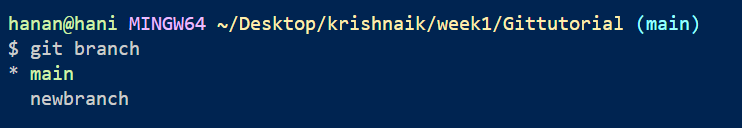 hanan@hani MINGW64 ~/Desktop/krishnaik/week1/Gittutorial (main)
$ git branch
* main
  newbranch